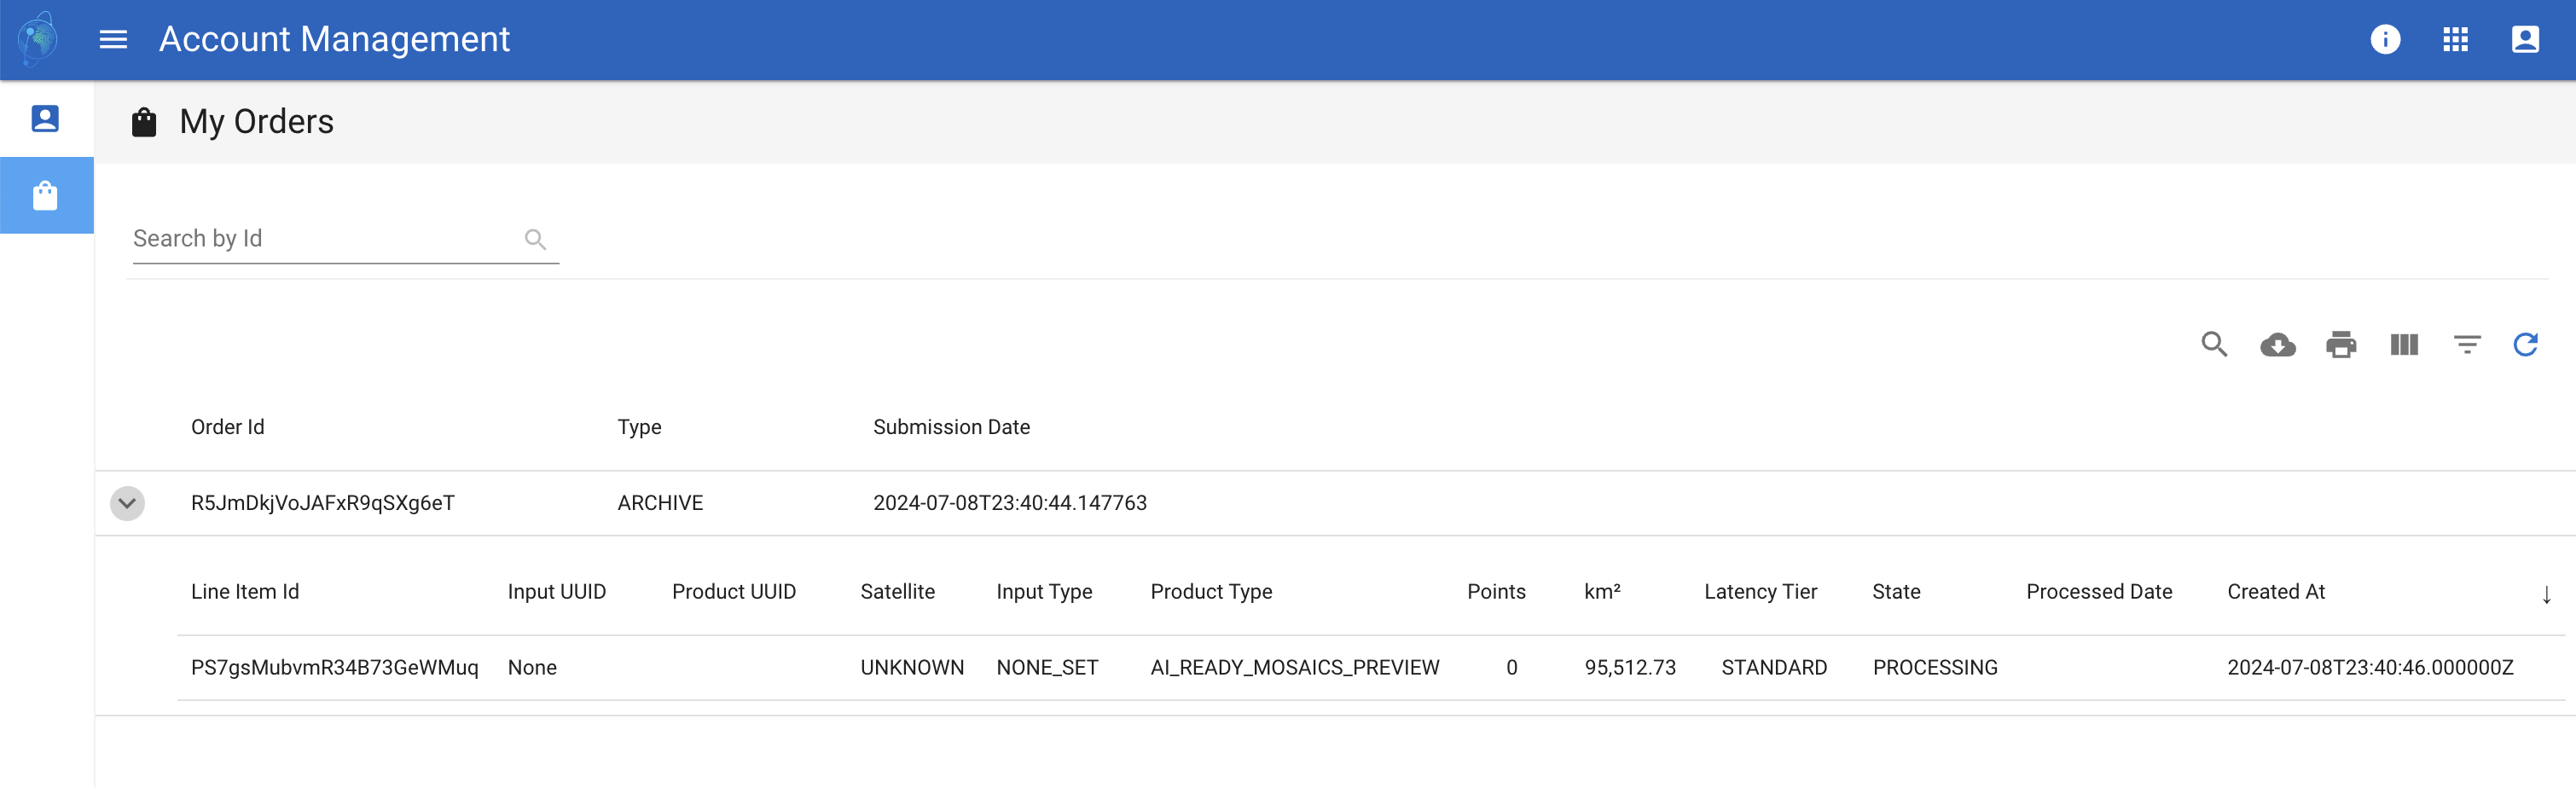 Account Management
My Orders
Search by Id
Order Id Type Submission Date
R5JmDkjVoJAFxR9qSXg6eT ARCHIVE 2024-07-08T23:40:44.147763
Line Item Id Input UUID Product UUID Satellite Input Type Product Type Points km² Latency Tier State Processed Date Created At ↓
PS7gsMubvmR34B73GeWMuq None UNKNOWN NONE_SET AI_READY_MOSAICS_PREVIEW 0 95,512.73 STANDARD PROCESSING 2024-07-08T23:40:46.000000Z